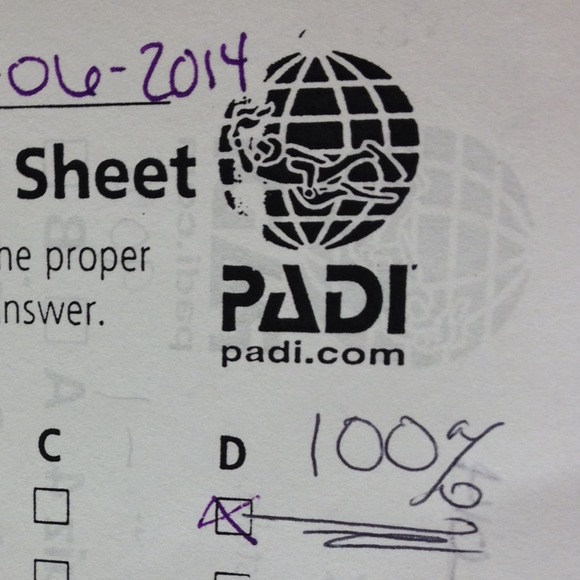 -06-2014
Sheet
ne proper
nswer.
PADI
padi.com
C
D
100%